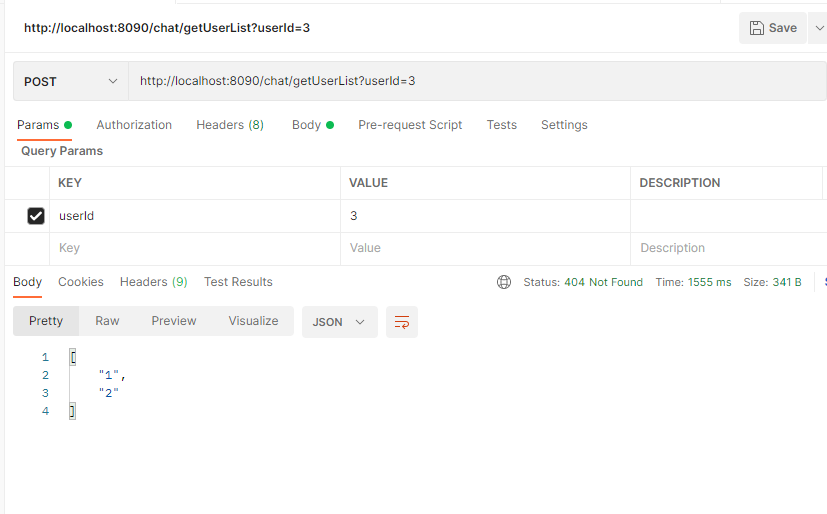 http://localhost:8090/chat/getUserList?userId=3
Save
POST
http://localhost:8090/chat/getUserList?userId=3
Params
Authorization
Headers (8)
Body
Pre-request Script
Tests
Settings
Query Params
KEY
VALUE
DESCRIPTION
userId
3
Key
Value
Description
Body
Cookies
Headers (9)
Test Results
Status: 404 Not Found
Time: 1555 ms
Size: 341 B
Pretty
Raw
Preview
Visualize
JSON
1 [
2 "1",
3 "2"
4 ]